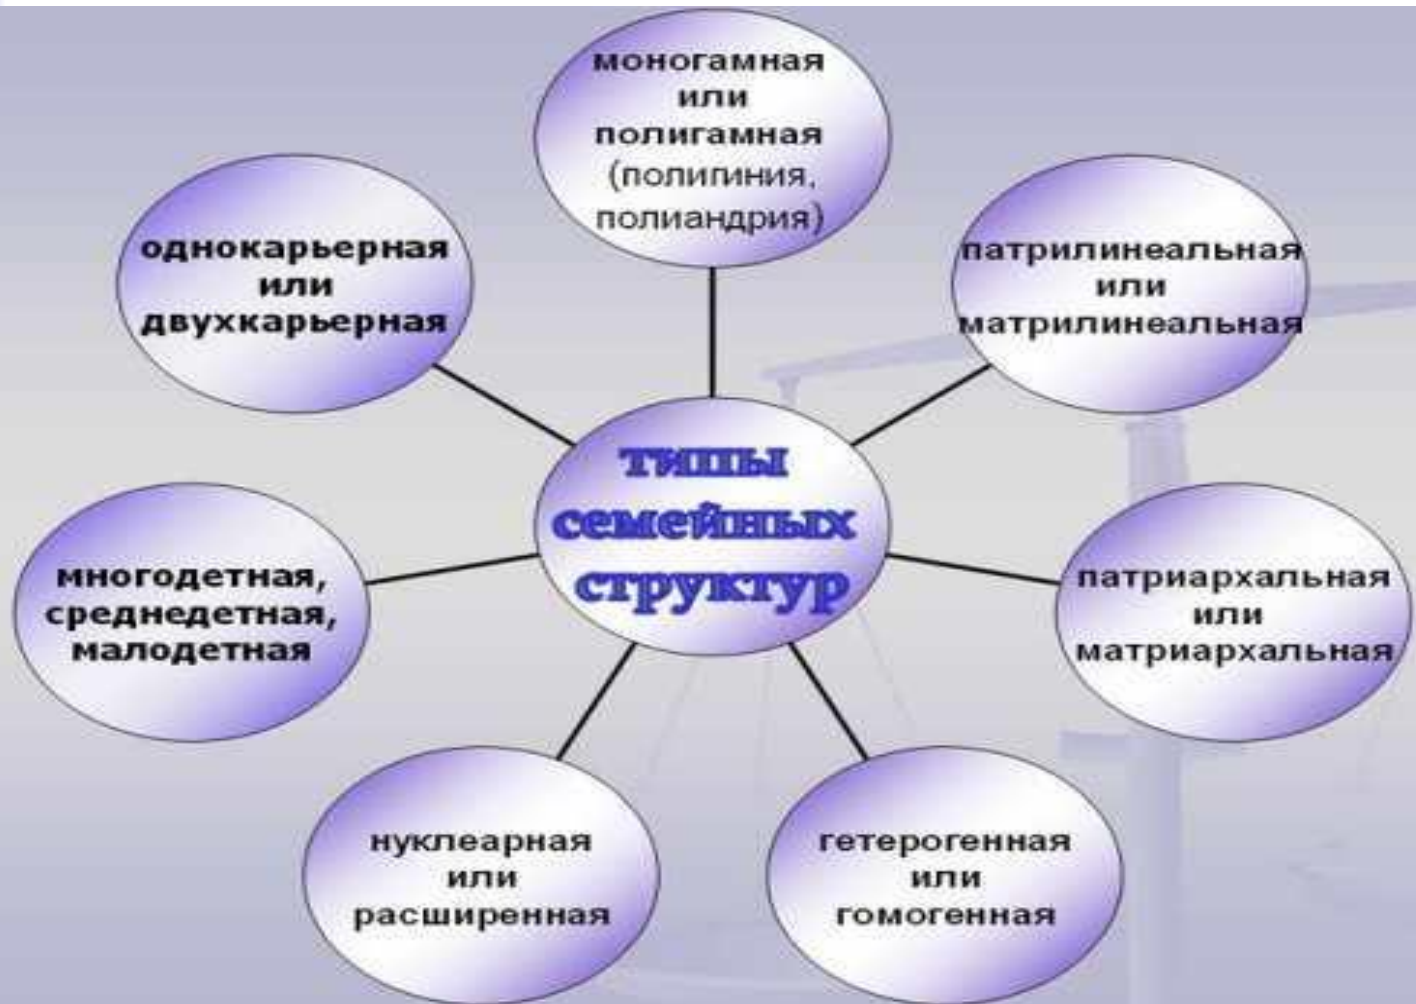 моногамная
или
полигамная
(полигиния,
полиандрия)
однокарьерная
или
двухкарьерная
патрилинеальная
или
матрилинеальная
типы
семейных
структур
многодетная,
среднедетная,
малодетная
патриархальная
или
матриархальная
нуклеарная
или
расширенная
гетерогенная
или
гомогенная